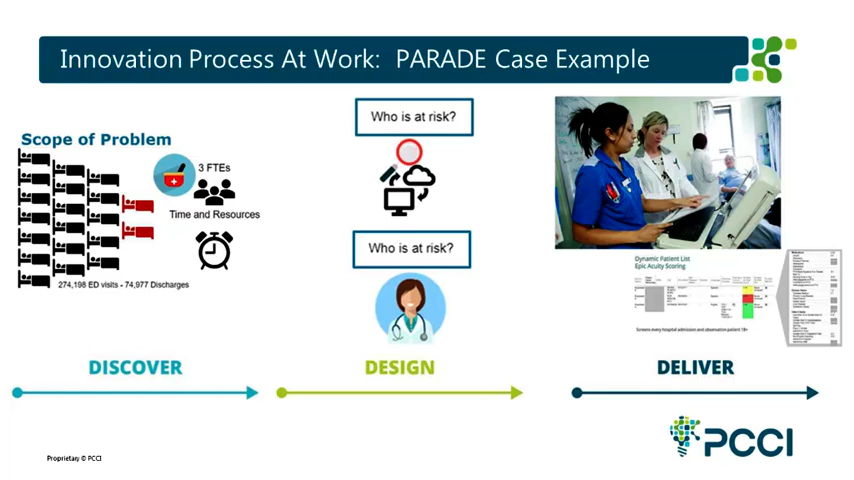 Innovation Process At Work: PARADE Case Example
Scope of Problem
3 FTEs
Time and Resources
274,198 ED visits - 74,977 Discharges
Who is at risk?
Who is at risk?
Dynamic Patient List
Epic Acuity Scoring
Screens every hospital admission and observation patient 18+
DISCOVER
DESIGN
DELIVER
PCCI
Proprietary © PCCI